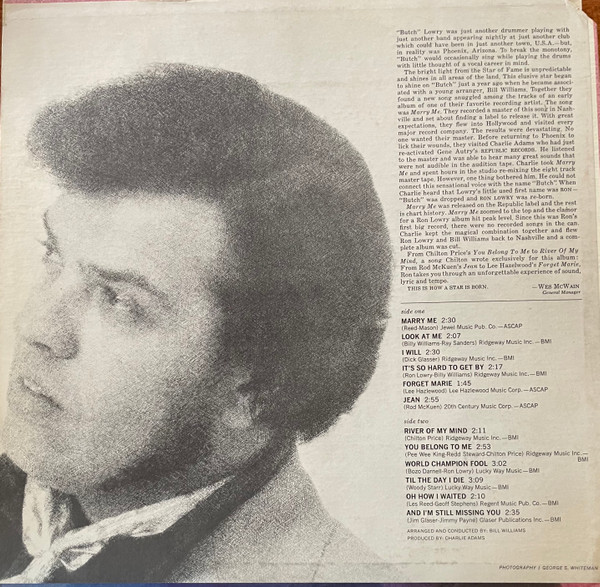 "Butch" Lowry was just another drummer playing with
just another band appearing nightly at just another club
which could have been in just another town, U.S.A.—but,
in reality was Phoenix, Arizona. To break the monotony,
"Butch" would occasionally sing while playing the drums
with little thought of a vocal career in mind.
The bright light from the Star of Fame is unpredictable
and shines in all areas of the land. This elusive star began
to shine on "Butch" just a year ago when he became associ-
ated with a young arranger, Bill Williams. Together they
found a new song snuggled among the tracks of an early
album of one of their favorite recording artist. The song
was Marry Me. They recorded a master of this song in Nash-
ville and set about finding a label to release it. With great
expectations, they flew into Hollywood and visited every
major record company. The results were devastating. No
one wanted their master. Before returning to Phoenix to
lick their wounds, they visited Charlie Adams who had just
re-activated Gene Autry's REPUBLIC RECORDS. He listened
to the master and was able to hear many great sounds that
were not audible in the audition tape. Charlie took Marry
Me and spent hours in the studio re-mixing the eight track
master tape. However, one thing bothered him. He could not
connect this sensational voice with the name "Butch". When
Charlie heard that Lowry's little used first name was RON—
"Butch" was dropped and RON LOWRY was re-born.
Marry Me was released on the Republic label and the rest
is chart history. Marry Me zoomed to the top and the clamor
for a Ron Lowry album hit peak level. Since this was Ron's
first big record, there were no recorded songs in the can.
Charlie kept the magical combination together and flew
Ron Lowry and Bill Williams back to Nashville and a com-
plete album was cut.
From Chilton Price's You Belong To Me to River Of My
Mind, a song Chilton wrote exclusively for this album;
From Rod McKuen's Jean to Lee Hazelwood's Forget Marie,
Ron takes you through an unforgettable experience of sound,
lyric and tempo.
THIS IS HOW A STAR IS BORN.
—WES MCWAIN
General Manager
side one
MARRY ME 2:30
(Reed-Mason) Jewel Music Pub. Co.—ASCAP
LOOK AT ME 2:07
(Billy Williams-Ray Sanders) Ridgeway Music Inc.—BMI
I WILL 2:30
(Dick Glasser) Ridgeway Music Inc.—BMI
IT'S SO HARD TO GET BY 2:17
(Ron Lowry-Billy Williams) Ridgeway Music Inc.—BMI
FORGET MARIE 1:45
(Lee Hazlewood) Lee Hazlewood Music Corp.—ASCAP
JEAN 2:55
(Rod McKuen) 20th Century Music Corp.—ASCAP
side two
RIVER OF MY MIND 2:11
(Chilton Price) Ridgeway Music Inc.—BMI
YOU BELONG TO ME 2:53
(Pee Wee King-Redd Steward-Chilton Price) Ridgeway Music Inc.—
BMI
WORLD CHAMPION FOOL 3:02
(Bozo Darnell-Ron Lowry) Lucky Way Music—BMI
TIL THE DAY I DIE 3:09
(Woody Starr) Lucky Way Music—BMI
OH HOW I WAITED 2:10
(Les Reed-Geoff Stephens) Regent Music Pub. Co.—BMI
AND I'M STILL MISSING YOU 2:35
(Jim Glaser-Jimmy Payne) Glaser Publications Inc.—BMI
ARRANGED AND CONDUCTED BY: BILL WILLIAMS
PRODUCED BY: CHARLIE ADAMS
PHOTOGRAPHY / GEORGE S. WHITEMAN